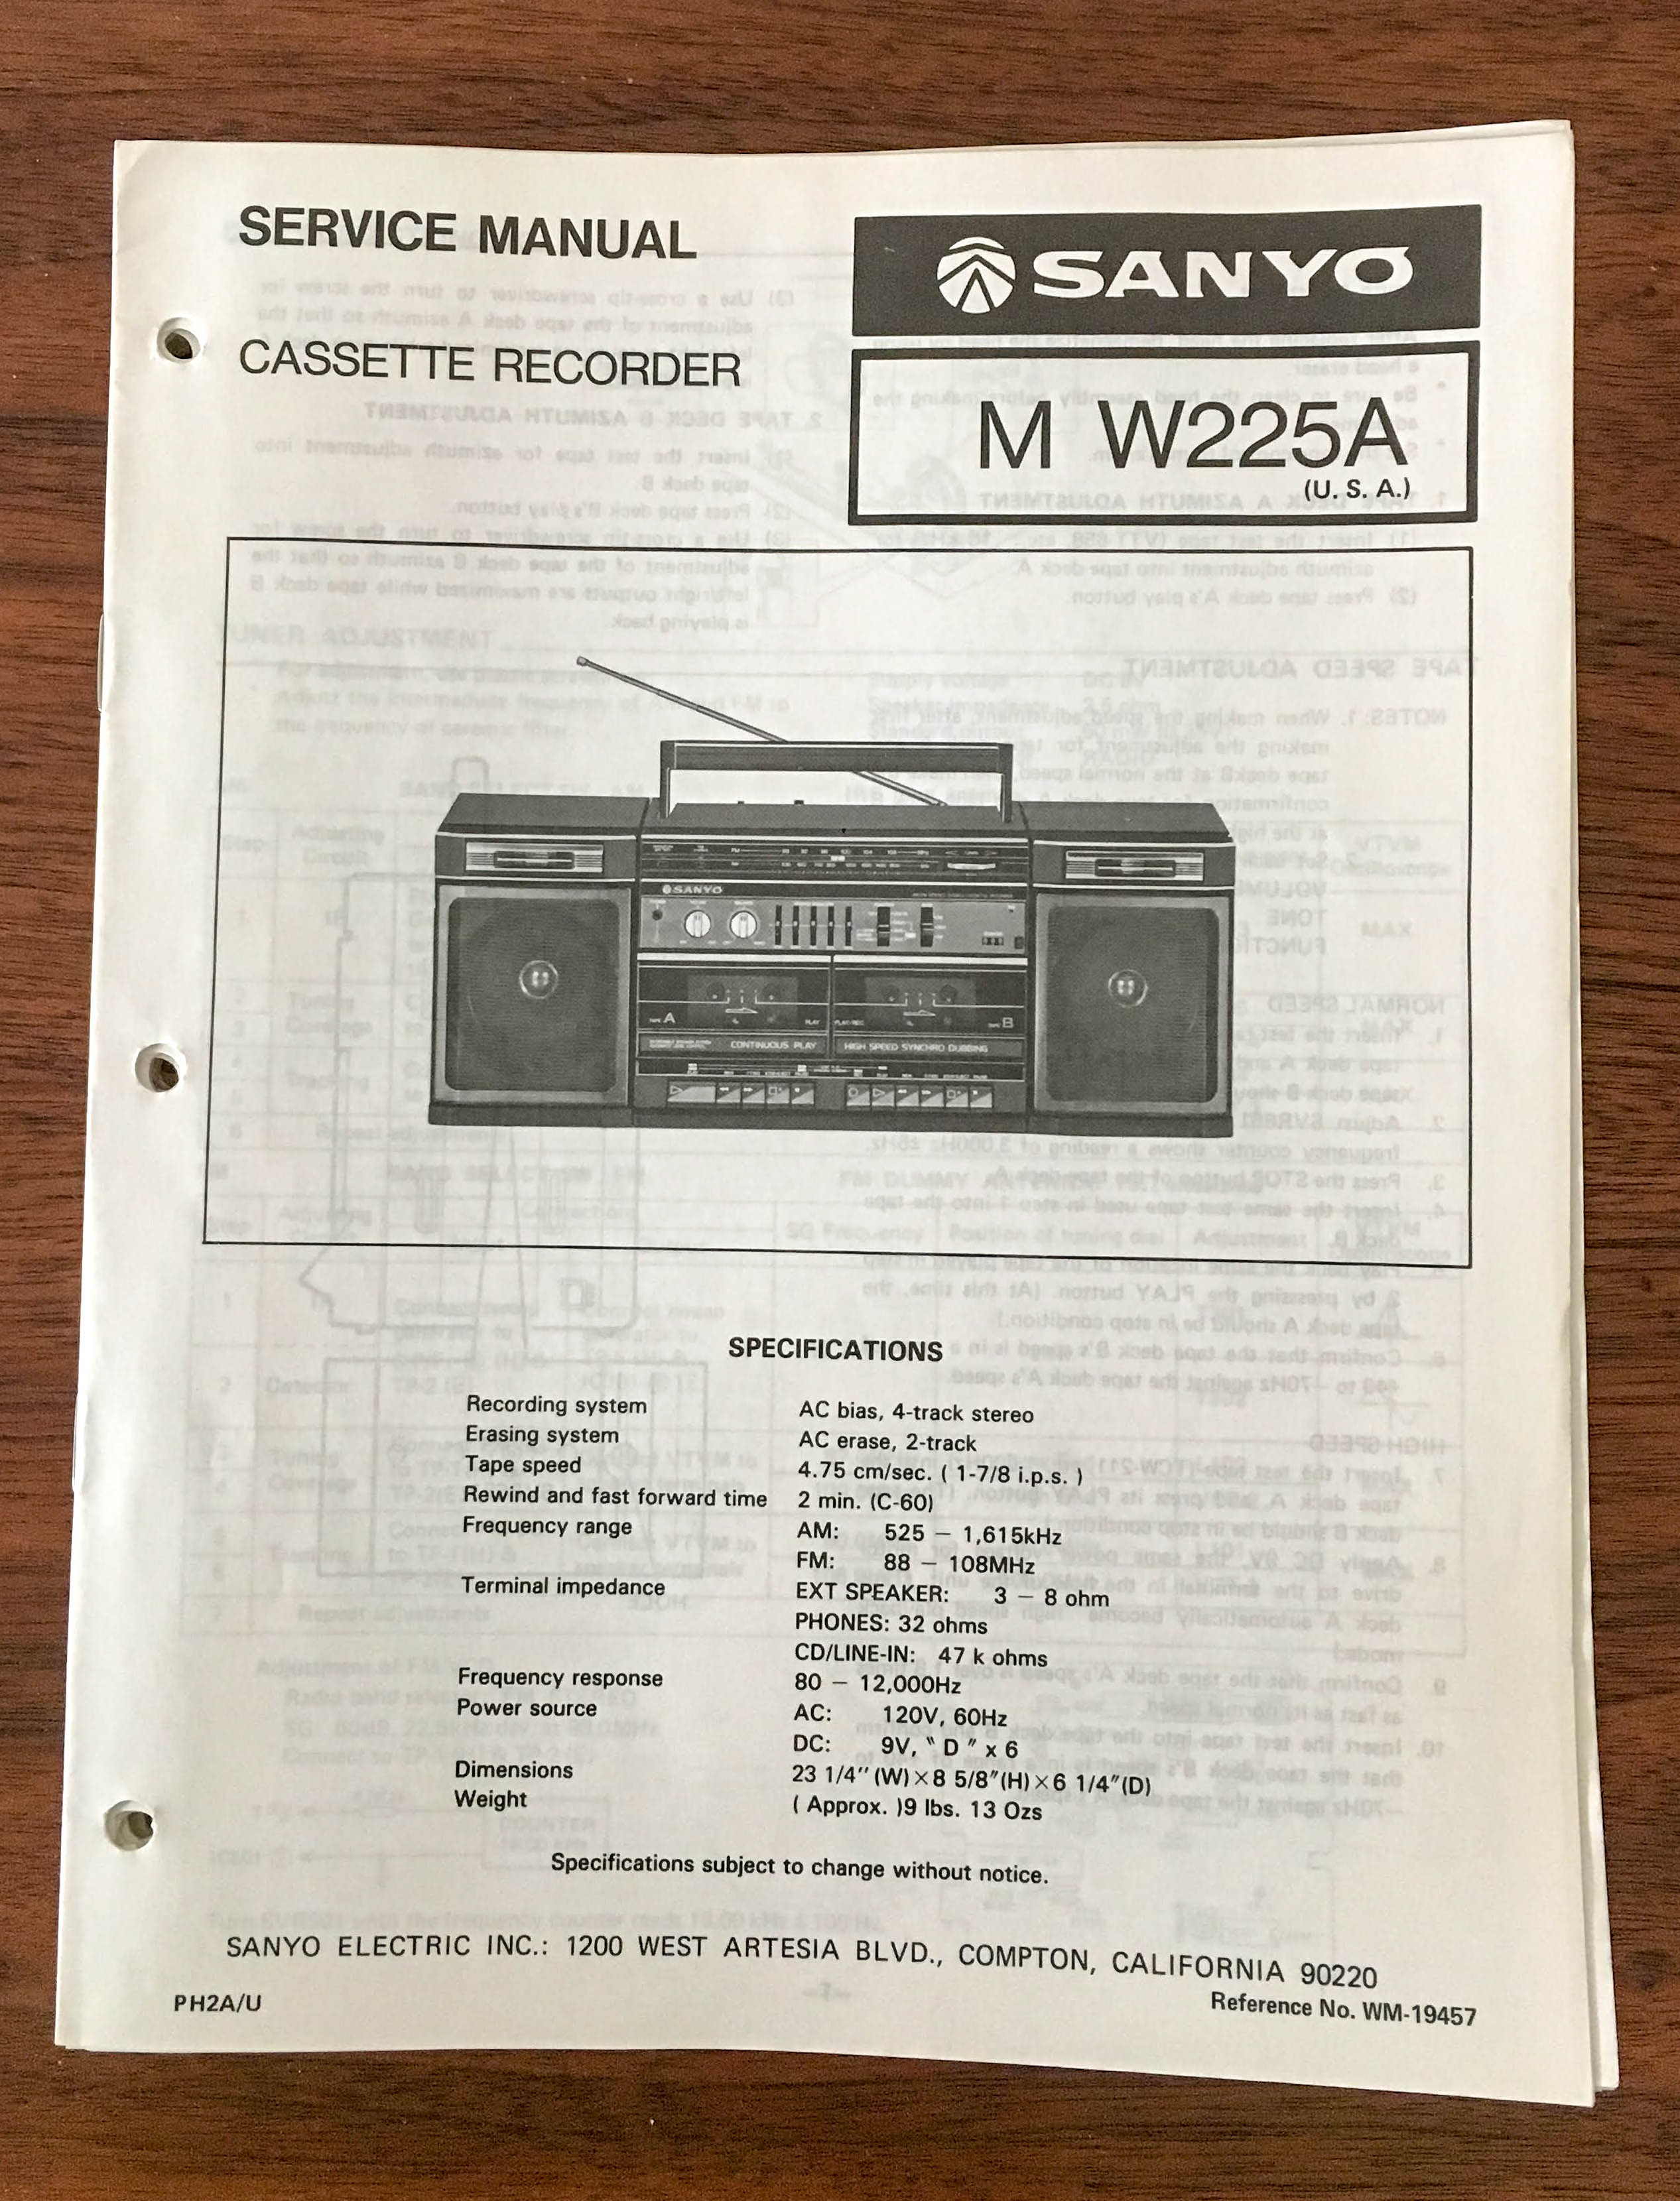 SERVICE MANUAL
SANYO
CASSETTE RECORDER
M W225A
(U. S. A.)
SANYO
A
PLAY
PLAY/REC
B
CONTINUOUS PLAY
HIGH SPEED SYNCHRO DUBBING
SPECIFICATIONS
Recording system AC bias, 4-track stereo
Erasing system AC erase, 2-track
Tape speed 4.75 cm/sec. ( 1-7/8 i.p.s. )
Rewind and fast forward time 2 min. (C-60)
Frequency range AM: 525 – 1,615kHz
FM: 88 – 108MHz
Terminal impedance EXT SPEAKER: 3 – 8 ohm
PHONES: 32 ohms
CD/LINE-IN: 47 k ohms
Frequency response 80 – 12,000Hz
Power source AC: 120V, 60Hz
DC: 9V, “ D ” x 6
Dimensions 23 1/4″(W)×8 5/8″(H)×6 1/4″(D)
Weight ( Approx. )9 lbs. 13 Ozs
Specifications subject to change without notice.
SANYO ELECTRIC INC.: 1200 WEST ARTESIA BLVD., COMPTON, CALIFORNIA 90220
PH2A/U
Reference No. WM-19457